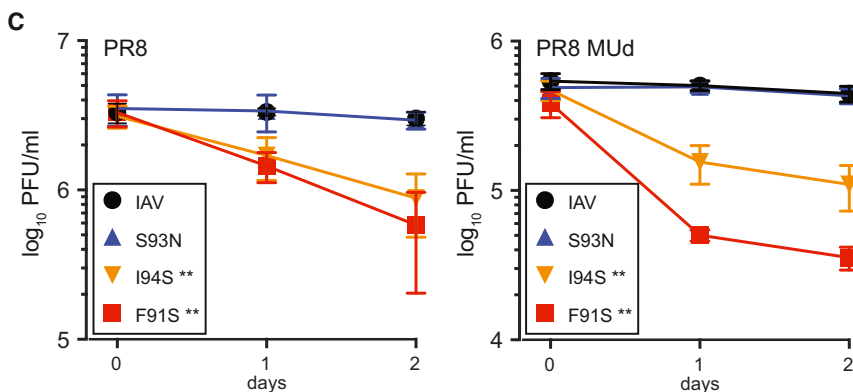 C
PR8
7
6
5
log10 PFU/ml
IAV
S93N
I94S **
F91S **
0 1 2
days
PR8 MUd
6
5
4
log10 PFU/ml
IAV
S93N
I94S **
F91S **
0 1 2
days